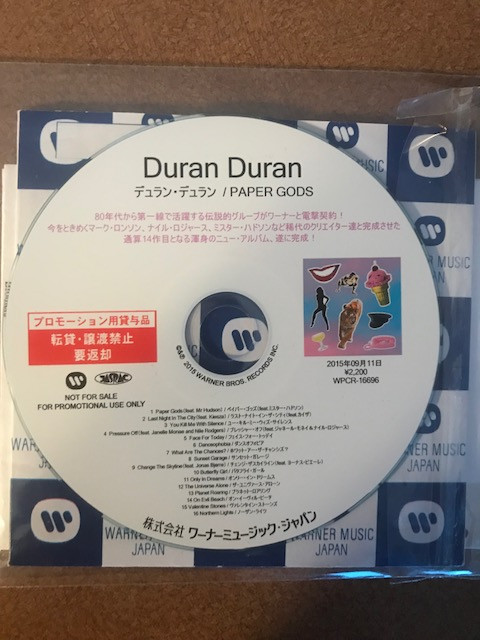 Duran Duran
デュラン・デュラン / PAPER GODS
80年代から第一線で活躍する伝説的グループがワーナーと電撃契約！
今をときめくマーク・ロンソン、ナイル・ロジャース、ミスター・ハドソンなど稀代のクリエイター達と完成させた
通算14作目となる渾身のニュー・アルバム、遂に完成！
プロモーション用貸与品
転貸・譲渡禁止
要返却
2015年09月11日
¥2,200
WPCR-16696
℗&© 2015 WARNER BROS. RECORDS INC.
JASRAC
NOT FOR SALE
FOR PROMOTIONAL USE ONLY
1 Paper Gods (feat. Mr Hudson) / ペイパー・ゴッズ (feat.ミスター・ハドソン)
2 Last Night In The City (feat. Kiesza) / ラスト・ナイト・イン・ザ・シティ (feat.カイザ)
3 You Kill Me With Silence / ユー・キル・ミー・ウィズ・サイレンス
4 Pressure Off (feat. Janelle Monae and Nile Rodgers) / プレッシャー・オフ (feat.ジャネール・モネイ&ナイル・ロジャース)
5 Face For Today / フェイス・フォー・トゥデイ
6 Dancephobia / ダンスフォビア
7 What Are The Chances? / ホワット・アー・ザ・チャンシズ?
8 Sunset Garage / サンセット・ガレージ
9 Change The Skyline (feat. Jonas Bjerre) / チェンジ・ザ・スカイライン (feat.
10 Butterfly Girl / バタフライ・ガール
11 Only In Dreams / オンリー・イン・ドリームス
12 The Universe Alone / ザ・ユニヴァース・アローン
13 Planet Roaring / プラネット・ロアリング
14 On Evil Beach / オン・イーヴィル・ビーチ
15 Valentine Stones / ヴァレンタイン・ストーンズ
16 Northern Lights / ノーザン・ライツ
株式会社 ワーナーミュージック・ジャパン
MUSIC
WARNER MUSIC
JAPAN
WARNER MUSIC
JAPAN